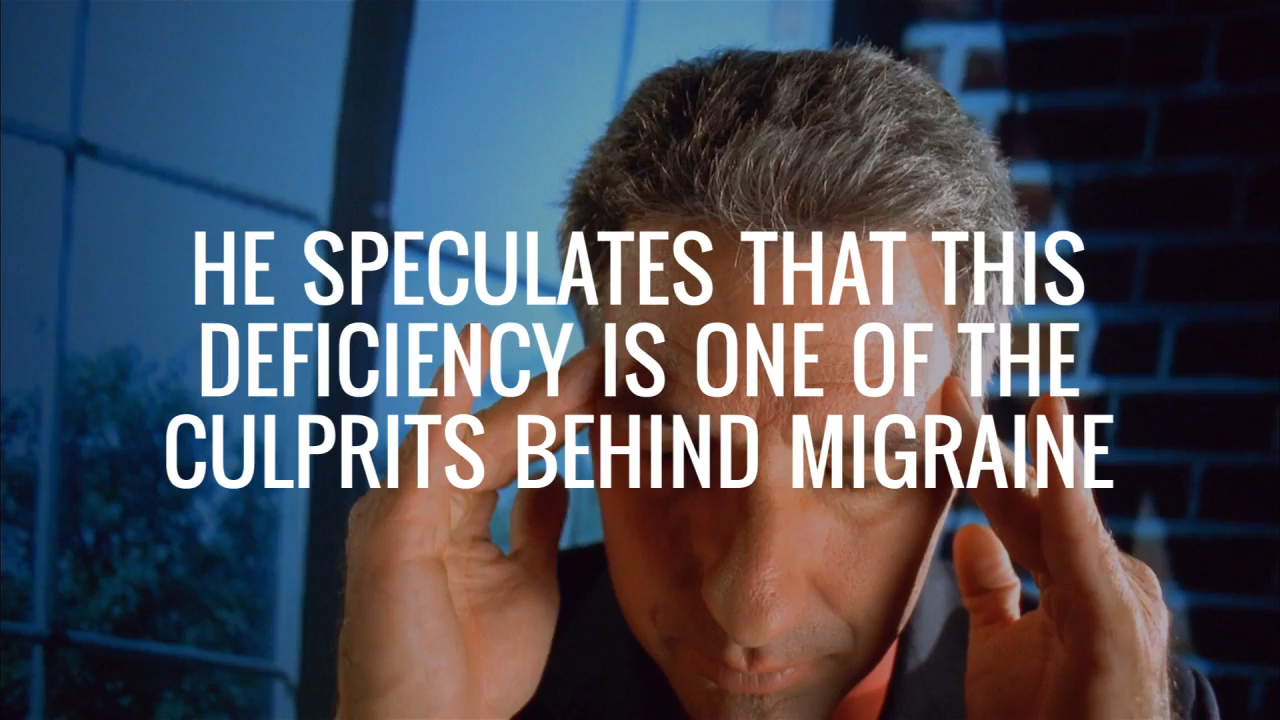 HE SPECULATES THAT THIS
DEFICIENCY IS ONE OF THE
CULPRITS BEHIND MIGRAINE